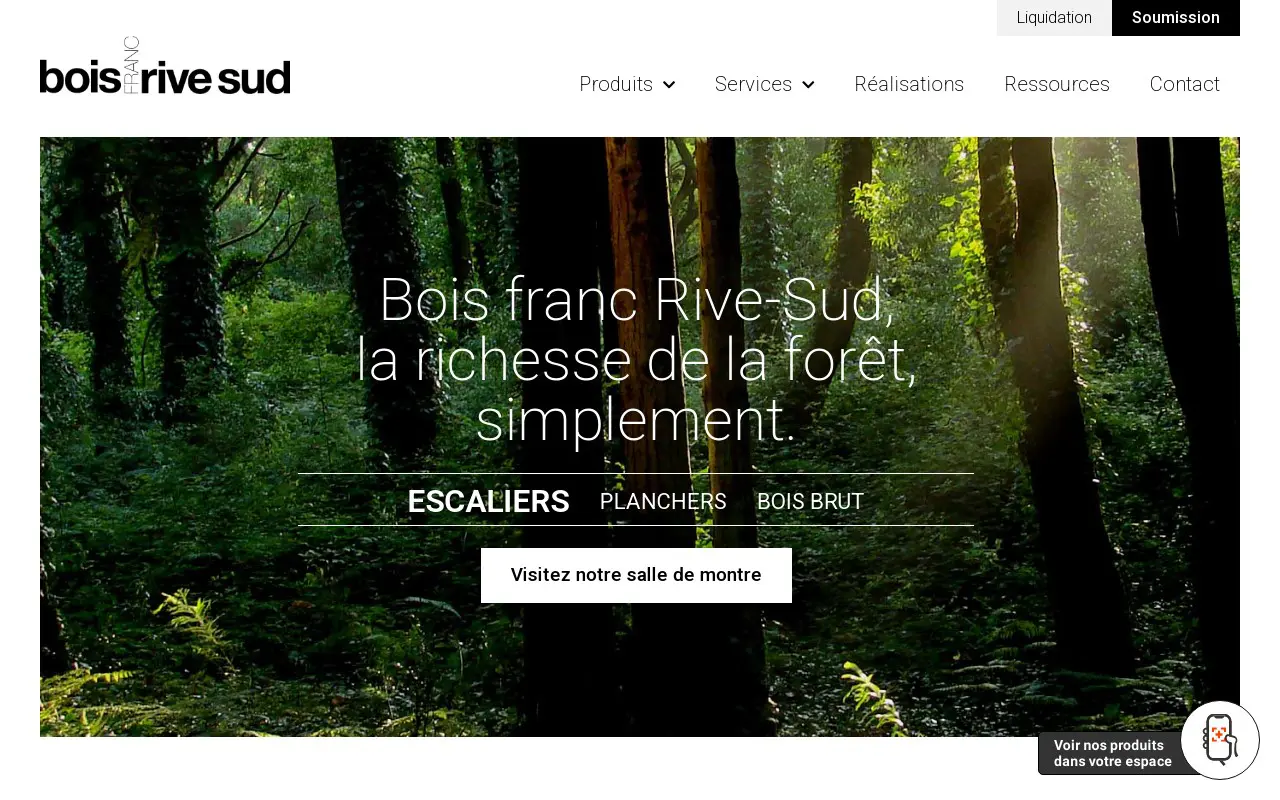 Liquidation
Soumission
bois FRANC rive sud
Produits
Services
Réalisations
Ressources
Contact
Bois franc Rive-Sud,
la richesse de la forêt,
simplement.
ESCALIERS
PLANCHERS
BOIS BRUT
Visitez notre salle de montre
Voir nos produits
dans votre espace